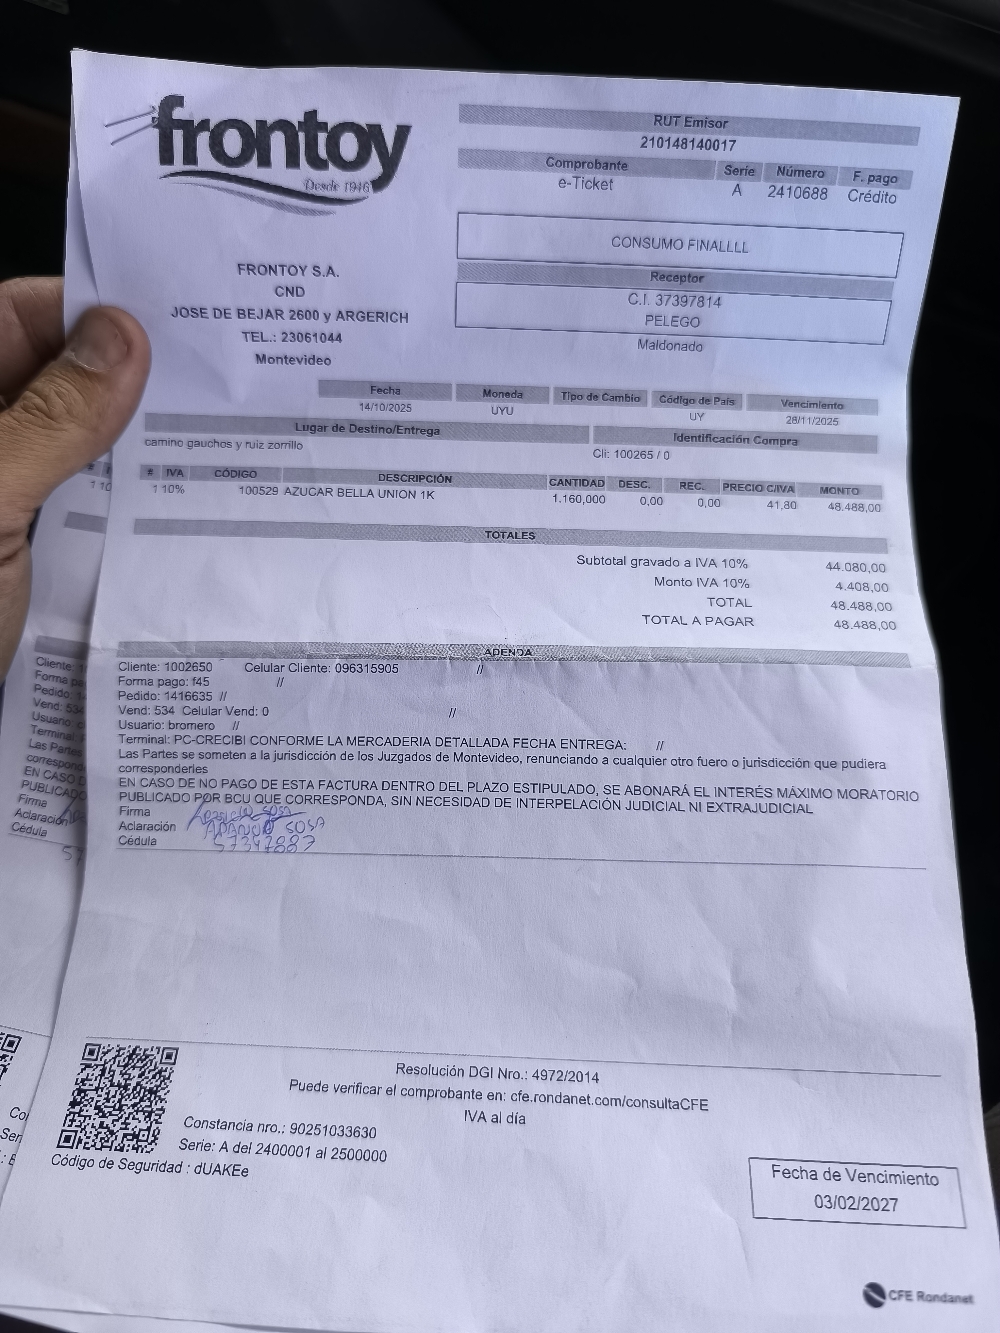 frontoy
Desde 1946
FRONTOY S.A.
CND
JOSE DE BEJAR 2600 y ARGERICH
TEL.: 23061044
Montevideo
RUT Emisor
210148140017
Comprobante Serie Número F. pago
e-Ticket A 2410688 Crédito
CONSUMO FINALLLL
Receptor
C.I. 37397814
PELEGO
Maldonado
Fecha Moneda Tipo de Cambio Código de País Vencimiento
14/10/2025 UYU UY 28/11/2025
Lugar de Destino/Entrega Identificación Compra
camino gauchos y ruiz zorrillo Cli: 100265 / 0
# IVA CÓDIGO DESCRIPCIÓN CANTIDAD DESC. REC. PRECIO C/IVA MONTO
1 10% 100529 AZUCAR BELLA UNION 1K 1.160,000 0,00 0,00 41,80 48.488,00
TOTALES
Subtotal gravado a IVA 10% 44.080,00
Monto IVA 10% 4.408,00
TOTAL 48.488,00
TOTAL A PAGAR 48.488,00
ADENDA
Cliente: 1002650 Celular Cliente: 096315905 //
Forma pago: f45 //
Pedido: 1416635 //
Vend: 534 Celular Vend: 0 //
Usuario: bromero //
Terminal: PC-CRECIBI CONFORME LA MERCADERIA DETALLADA FECHA ENTREGA: //
Las Partes se someten a la jurisdicción de los Juzgados de Montevideo, renunciando a cualquier otro fuero o jurisdicción que pudiera
corresponderles
EN CASO DE NO PAGO DE ESTA FACTURA DENTRO DEL PLAZO ESTIPULADO, SE ABONARÁ EL INTERÉS MÁXIMO MORATORIO
PUBLICADO POR BCU QUE CORRESPONDA, SIN NECESIDAD DE INTERPELACIÓN JUDICIAL NI EXTRAJUDICIAL
Firma
Aclaración SOSA
Cédula 57347887
Resolución DGI Nro.: 4972/2014
Puede verificar el comprobante en: cfe.rondanet.com/consultaCFE
IVA al día
Constancia nro.: 90251033630
Serie: A del 2400001 al 2500000
Código de Seguridad : dUAKEe
Fecha de Vencimiento
03/02/2027
CFE Rondanet